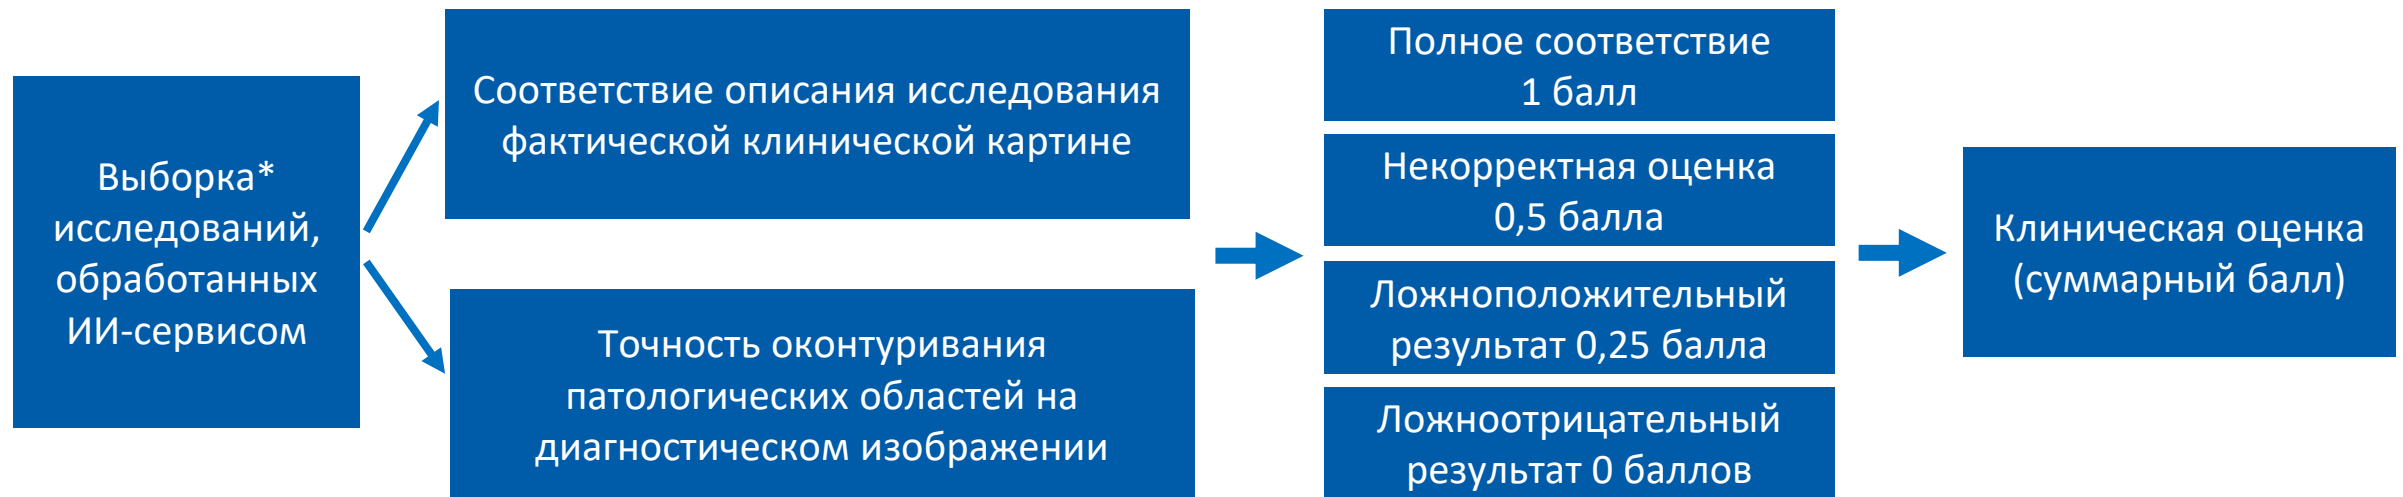 Выборка*
исследований,
обработанных
ИИ-сервисом
Соответствие описания исследования
фактической клинической картине
Точность оконтуривания
патологических областей на
диагностическом изображении
Полное соответствие
1 балл
Некорректная оценка
0,5 балла
Ложноположительный
результат 0,25 балла
Ложноотрицательный
результат 0 баллов
Клиническая оценка
(суммарный балл)